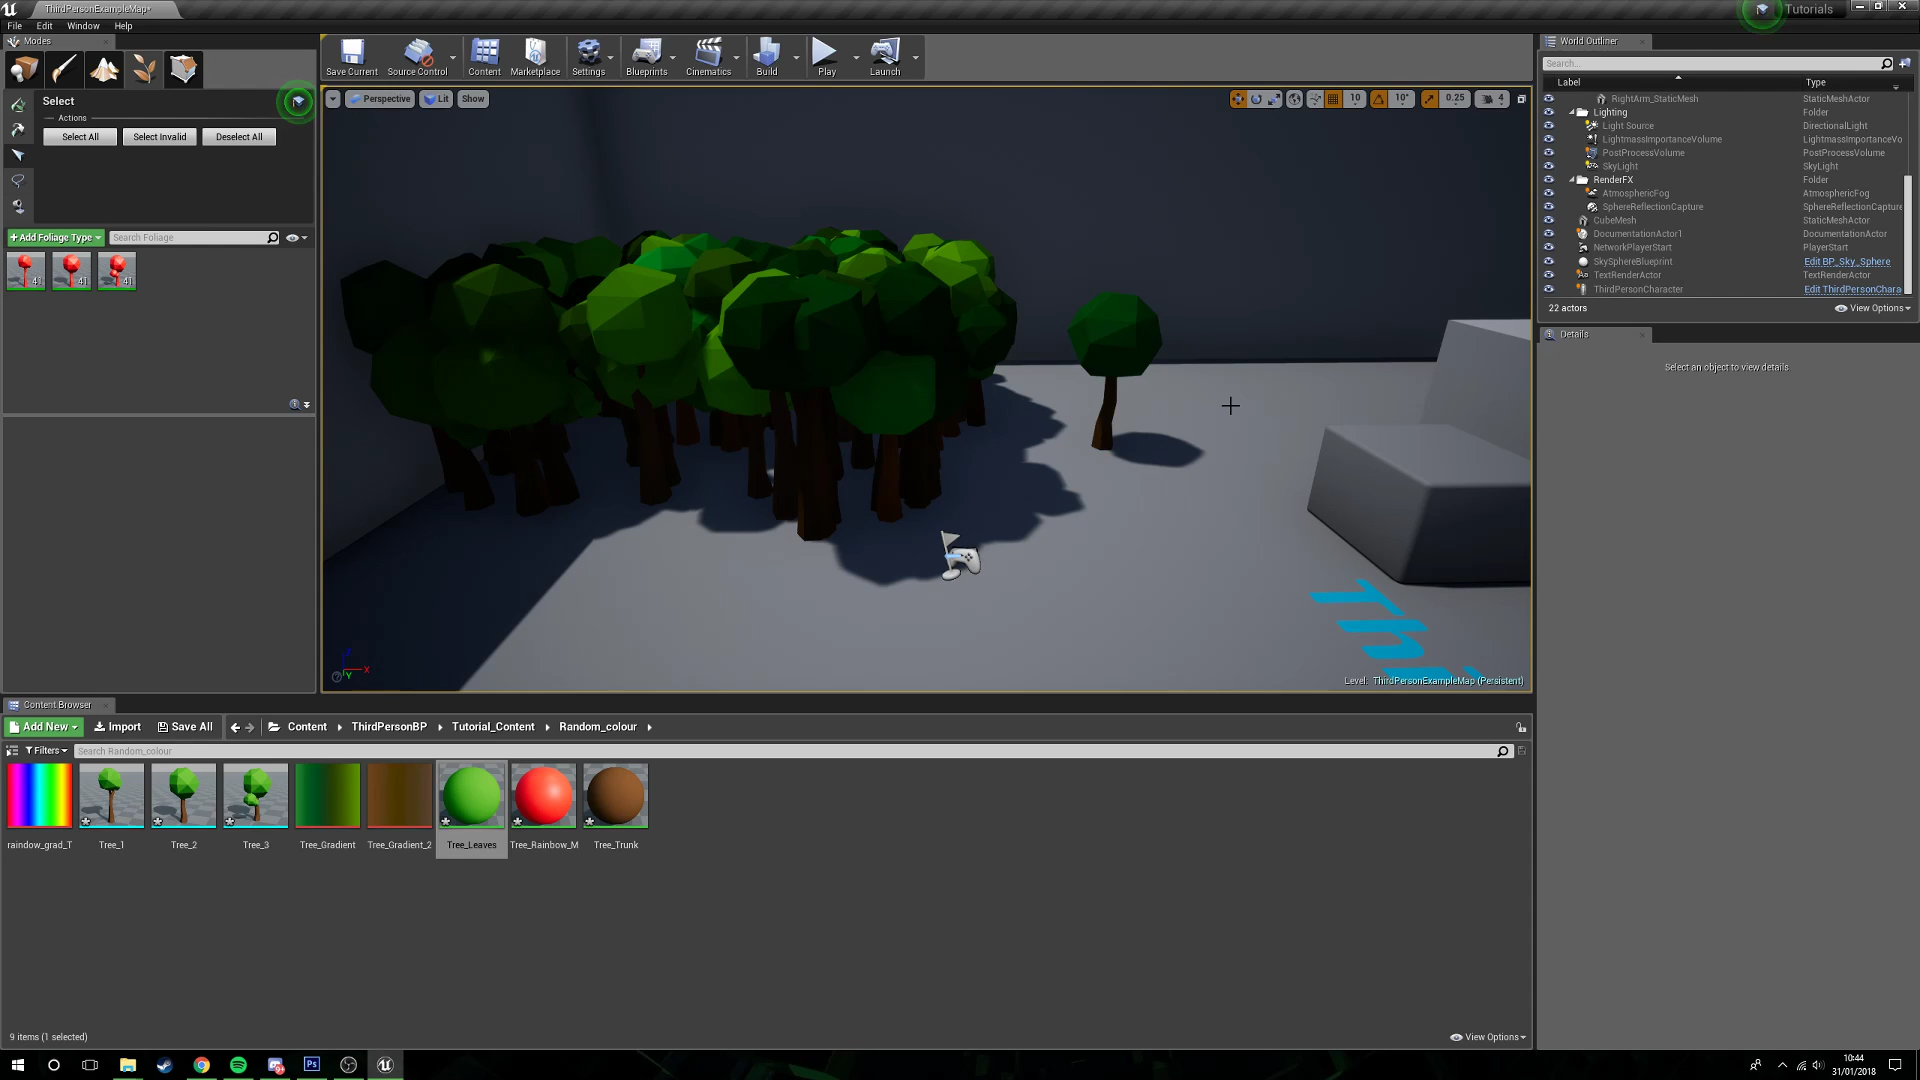 ThirdPersonExampleMap*
Tutorials
File Edit Window Help
Modes
Save Current
Source Control
Content
Marketplace
Settings
Blueprints
Cinematics
Build
Play
Launch
Select
Actions
Select All
Select Invalid
Deselect All
+Add Foliage Type
Search Foliage
Perspective
Lit
Show
10
10°
0.25
4
Level: ThirdPersonExampleMap (Persistent)
World Outliner
Search...
Label Type
RightArm_StaticMesh StaticMeshActor
Lighting Folder
Light Source DirectionalLight
LightmassImportanceVolume LightmassImportanceVo
PostProcessVolume PostProcessVolume
SkyLight SkyLight
RenderFX Folder
AtmosphericFog AtmosphericFog
SphereReflectionCapture SphereReflectionCapture
CubeMesh StaticMeshActor
DocumentationActor1 DocumentationActor
NetworkPlayerStart PlayerStart
SkySphereBlueprint Edit BP_Sky_Sphere
TextRenderActor TextRenderActor
ThirdPersonCharacter Edit ThirdPersonChara
22 actors
View Options
Details
Select an object to view details.
Content Browser
Add New
Import
Save All
Content
ThirdPersonBP
Tutorial_Content
Random_colour
Filters
Search Random_colour
raindow_grad_T
Tree_1
Tree_2
Tree_3
Tree_Gradient
Tree_Gradient_2
Tree_Leaves
Tree_Rainbow_M
Tree_Trunk
9 items (1 selected)
View Options
10:44
31/01/2018